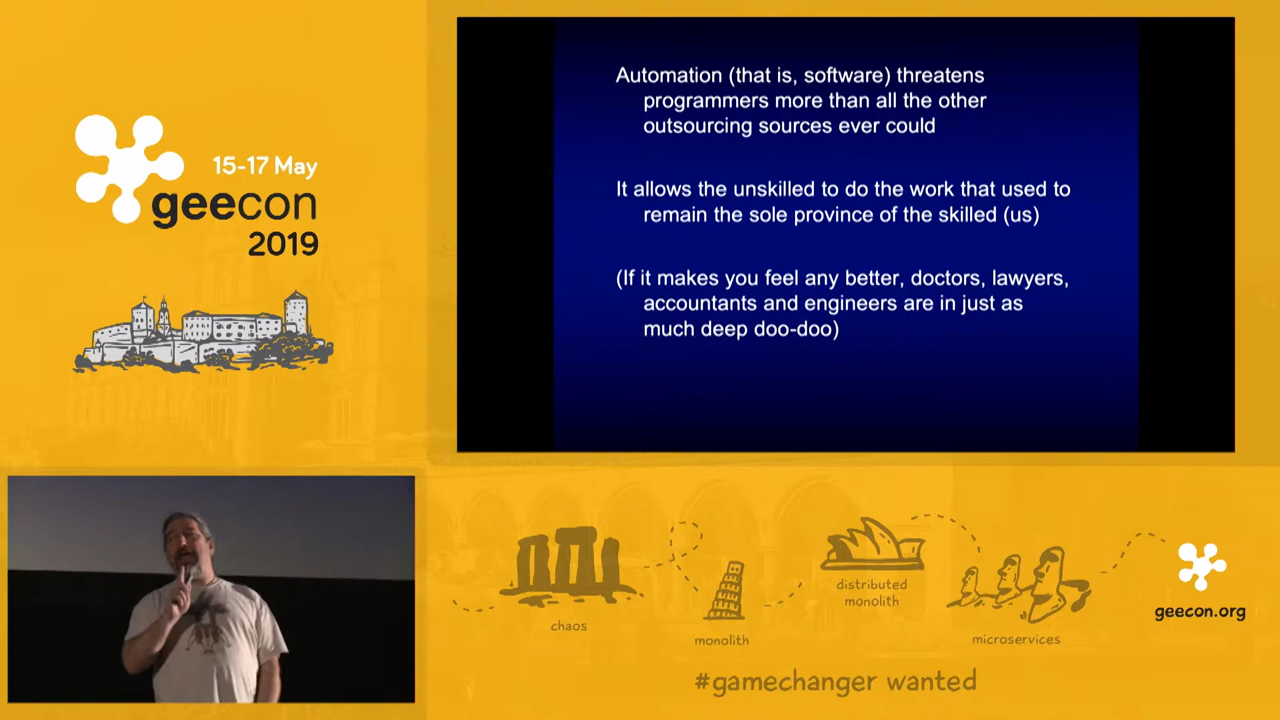 15-17 May
geecon
2019
Automation (that is, software) threatens
programmers more than all the other
outsourcing sources ever could
It allows the unskilled to do the work that used to
remain the sole province of the skilled (us)
(If it makes you feel any better, doctors, lawyers,
accountants and engineers are in just as
much deep doo-doo)
chaos
monolith
distributed
monolith
microservices
geecon.org
#gamechanger wanted